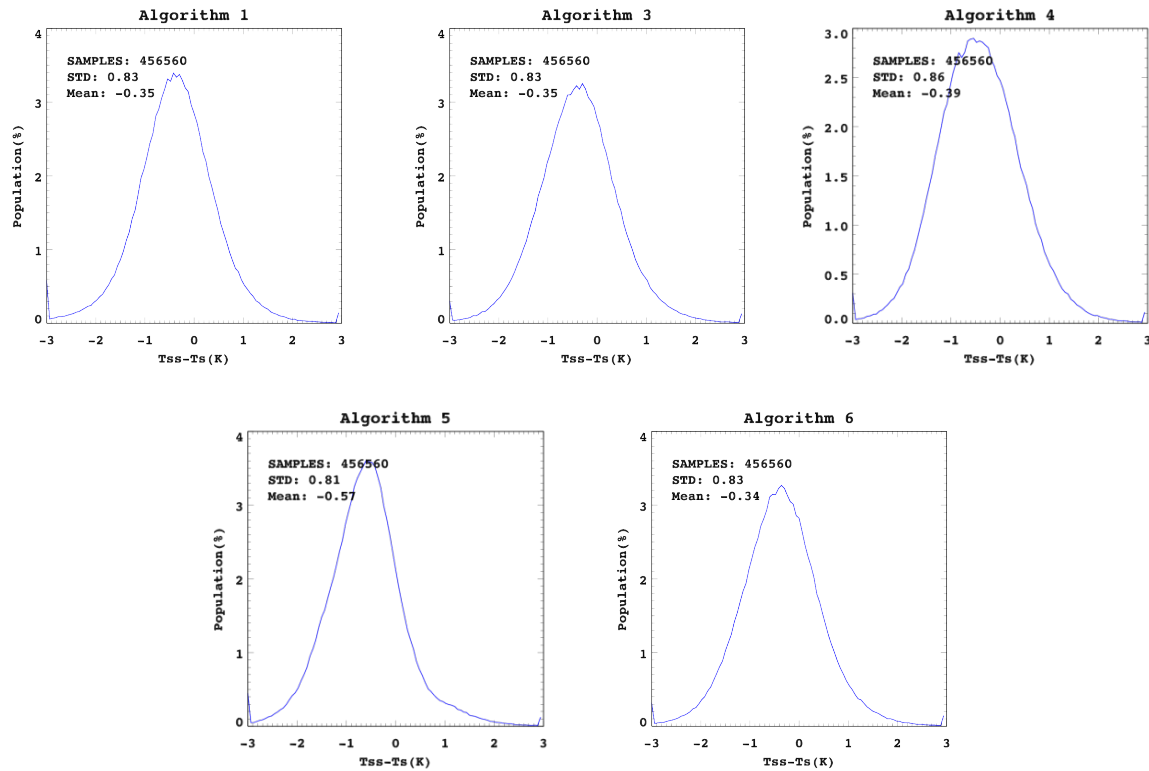 Algorithm 1
4
SAMPLES: 456560
STD: 0.83
Mean: -0.35
3
2
1
0
Population(%)
-3 -2 -1 0 1 2 3
Tss-Ts(K)
Algorithm 3
4
SAMPLES: 456560
STD: 0.83
Mean: -0.35
3
2
1
0
Population(%)
-3 -2 -1 0 1 2 3
Tss-Ts(K)
Algorithm 4
3.0
SAMPLES: 456560
STD: 0.86
Mean: -0.39
2.5
2.0
1.5
1.0
0.5
0.0
Population(%)
-3 -2 -1 0 1 2 3
Tss-Ts(K)
Algorithm 5
4
SAMPLES: 456560
STD: 0.81
Mean: -0.57
3
2
1
0
Population(%)
-3 -2 -1 0 1 2 3
Tss-Ts(K)
Algorithm 6
4
SAMPLES: 456560
STD: 0.83
Mean: -0.34
3
2
1
0
Population(%)
-3 -2 -1 0 1 2 3
Tss-Ts(K)